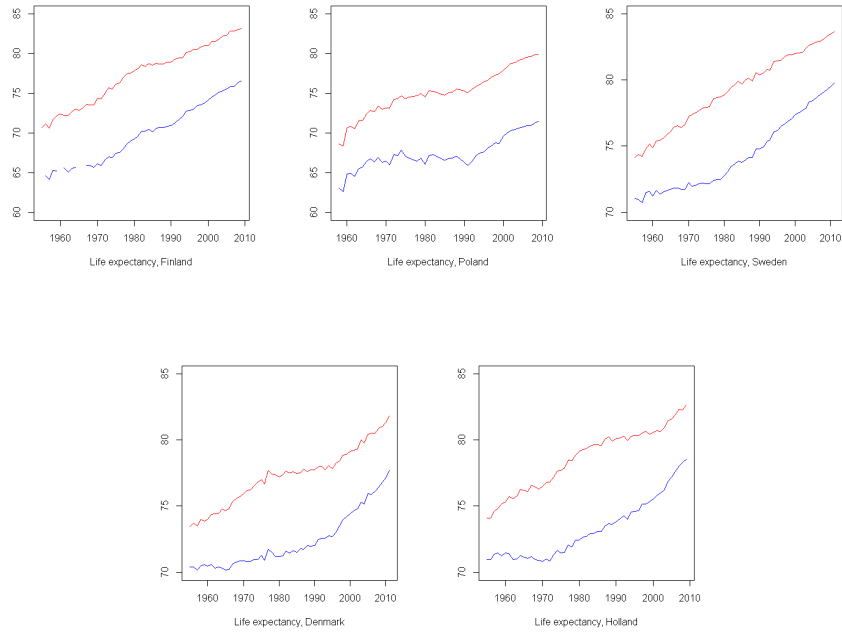 85
80
75
70
65
60
1960 1970 1980 1990 2000 2010
Life expectancy, Finland
85
80
75
70
65
60
1960 1970 1980 1990 2000 2010
Life expectancy, Poland
85
80
75
70
1960 1970 1980 1990 2000 2010
Life expectancy, Sweden
85
80
75
70
1960 1970 1980 1990 2000 2010
Life expectancy, Denmark
85
80
75
70
1960 1970 1980 1990 2000 2010
Life expectancy, Holland